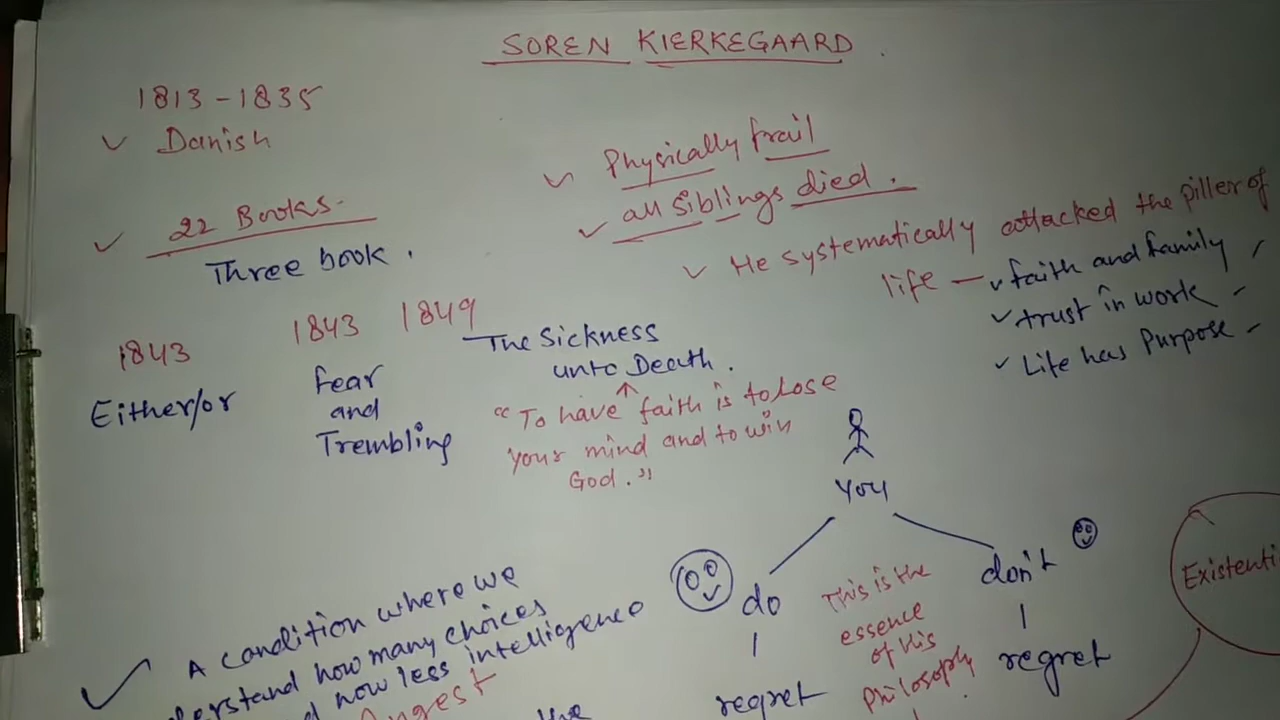 SOREN KIERKEGAARD
1813-1835
Danish
22 Books.
Three book.
Physically frail
all siblings died.
He systematically attacked the piller of
life - faith and family
trust in work
Life has Purpose
1843
Either/or
1843
fear
and
Trembling
1849
The Sickness
unto Death.
"To have faith is to lose
your mind and to win
God."
You
do
regret
don't
regret
This is the
essence
of his
Philosophy
A condition where we
how many choices
how less intelligence
Angest
the
Existenti